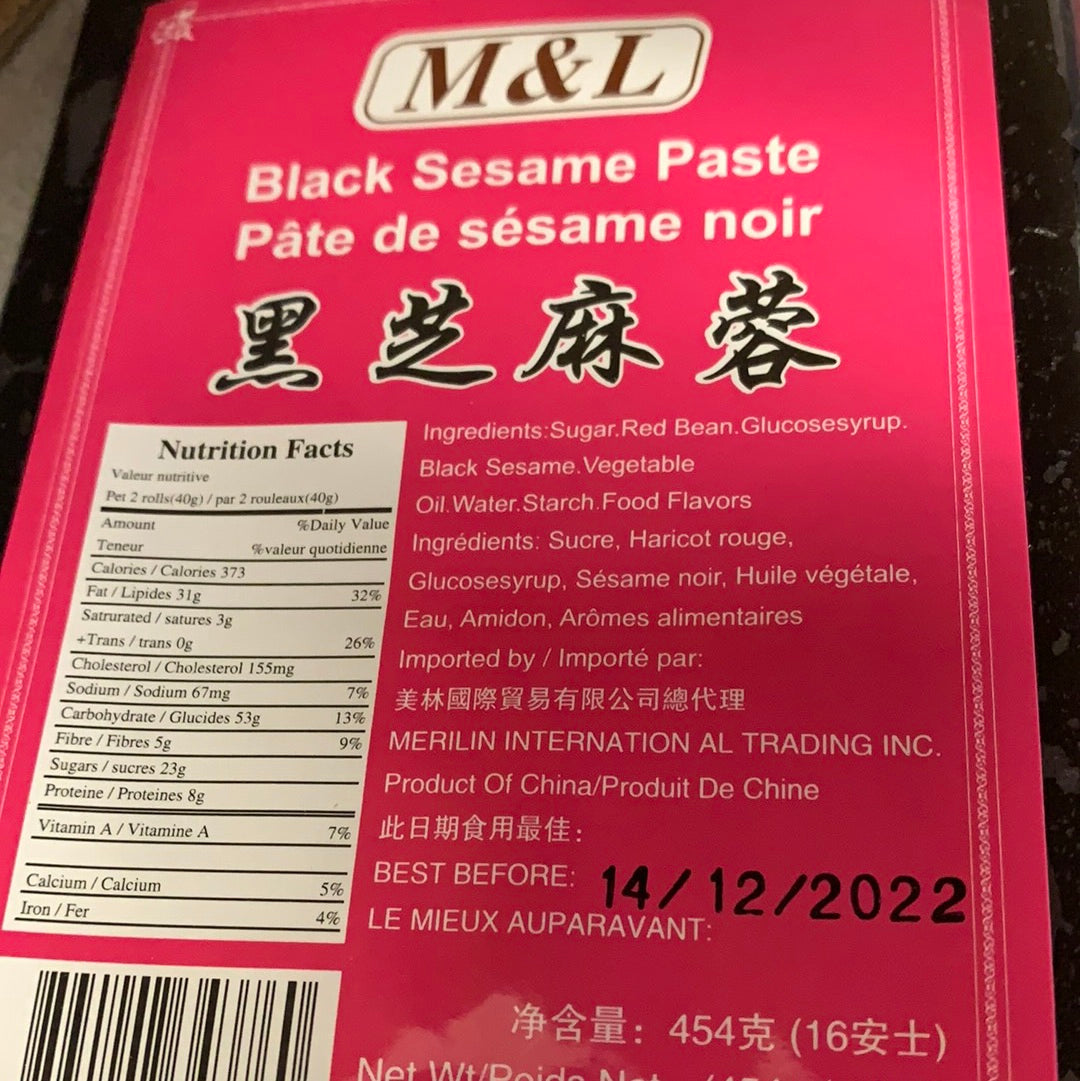 M&L
Black Sesame Paste
Pâte de sésame noir
黑芝麻蓉
Nutrition Facts
Valeur nutritive
Pet 2 rolls(40g) / par 2 rouleaux(40g)
Amount %Daily Value
Teneur %valeur quotidienne
Calories / Calories 373
Fat / Lipides 31g 32%
Satrurated / satures 3g
+Trans / trans 0g 26%
Cholesterol / Cholesterol 155mg
Sodium / Sodium 67mg 7%
Carbohydrate / Glucides 53g 13%
Fibre / Fibres 5g 9%
Sugars / sucres 23g
Proteine / Proteines 8g
Vitamin A / Vitamine A 7%
Calcium / Calcium 5%
Iron / Fer 4%
Ingredients:Sugar.Red Bean.Glucosesyrup.
Black Sesame.Vegetable
Oil.Water.Starch.Food Flavors
Ingrédients: Sucre, Haricot rouge,
Glucosesyrup, Sésame noir, Huile végétale,
Eau, Amidon, Arômes alimentaires
Imported by / Importé par:
美林國際貿易有限公司總代理
MERILIN INTERNATION AL TRADING INC.
Product Of China/Produit De Chine
此日期食用最佳:
BEST BEFORE: 14/12/2022
LE MIEUX AUPARAVANT:
净含量: 454克 (16安士)
Net Wt/Poids Net